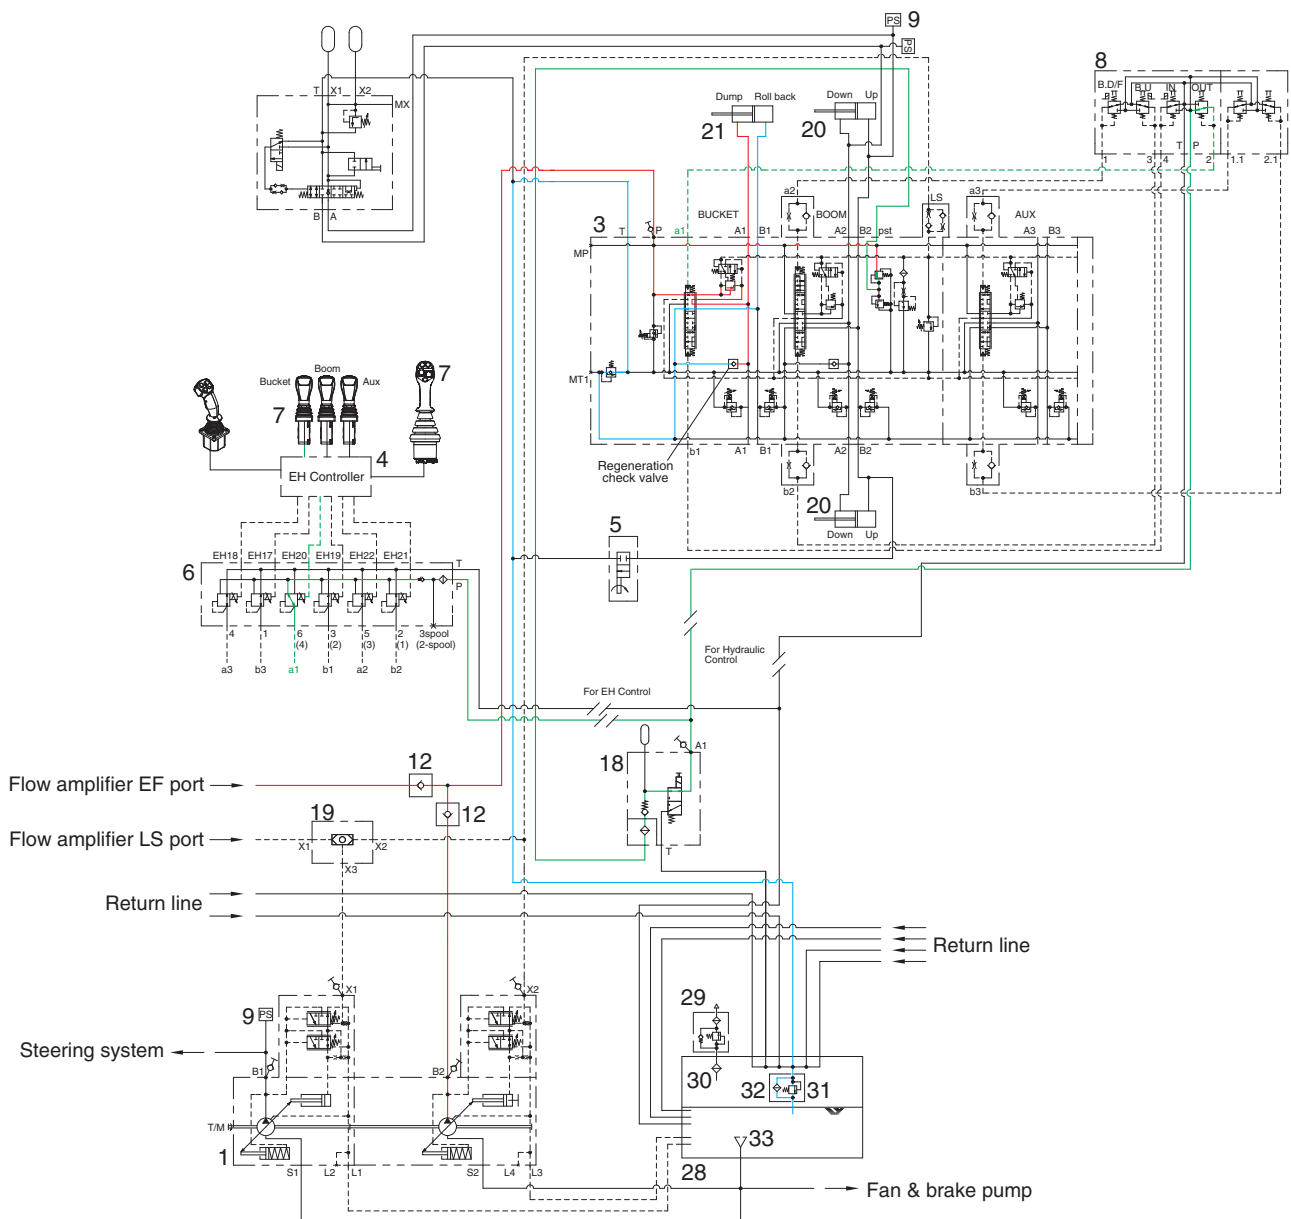 PS 9
PS
8
B.D/F B.U IN OUT
T P
1 3 4 2 1.1 2.1
T X1 X2
MX
B A
Dump Roll back
21
Down Up
20
a2
LS
a3
3
T P a1 BUCKET A1 B1 BOOM A2 B2 pst AUX A3 B3
MP
MT1
b1 A1 B1 A2 B2
Regeneration
check valve
b2
b3
20
Down Up
Bucket Boom Aux
7
7
4
EH Controller
EH18 EH17 EH20 EH19 EH22 EH21
6
T
P
4 1 6 3 5 2 3spool
(4) (2) (3) (1) (2-spool)
a3 b3 a1 b1 a2 b2
5
For Hydraulic
Control
For EH Control
18
A1
T
12
Flow amplifier EF port
12
19
Flow amplifier LS port
X1 X2
X3
Return line
Return line
X1 X2
9 PS
Steering system
B1 B2
T/M
1
S1 L2 L1 S2 L4 L3
29
30
32 31
33
28
Fan & brake pump